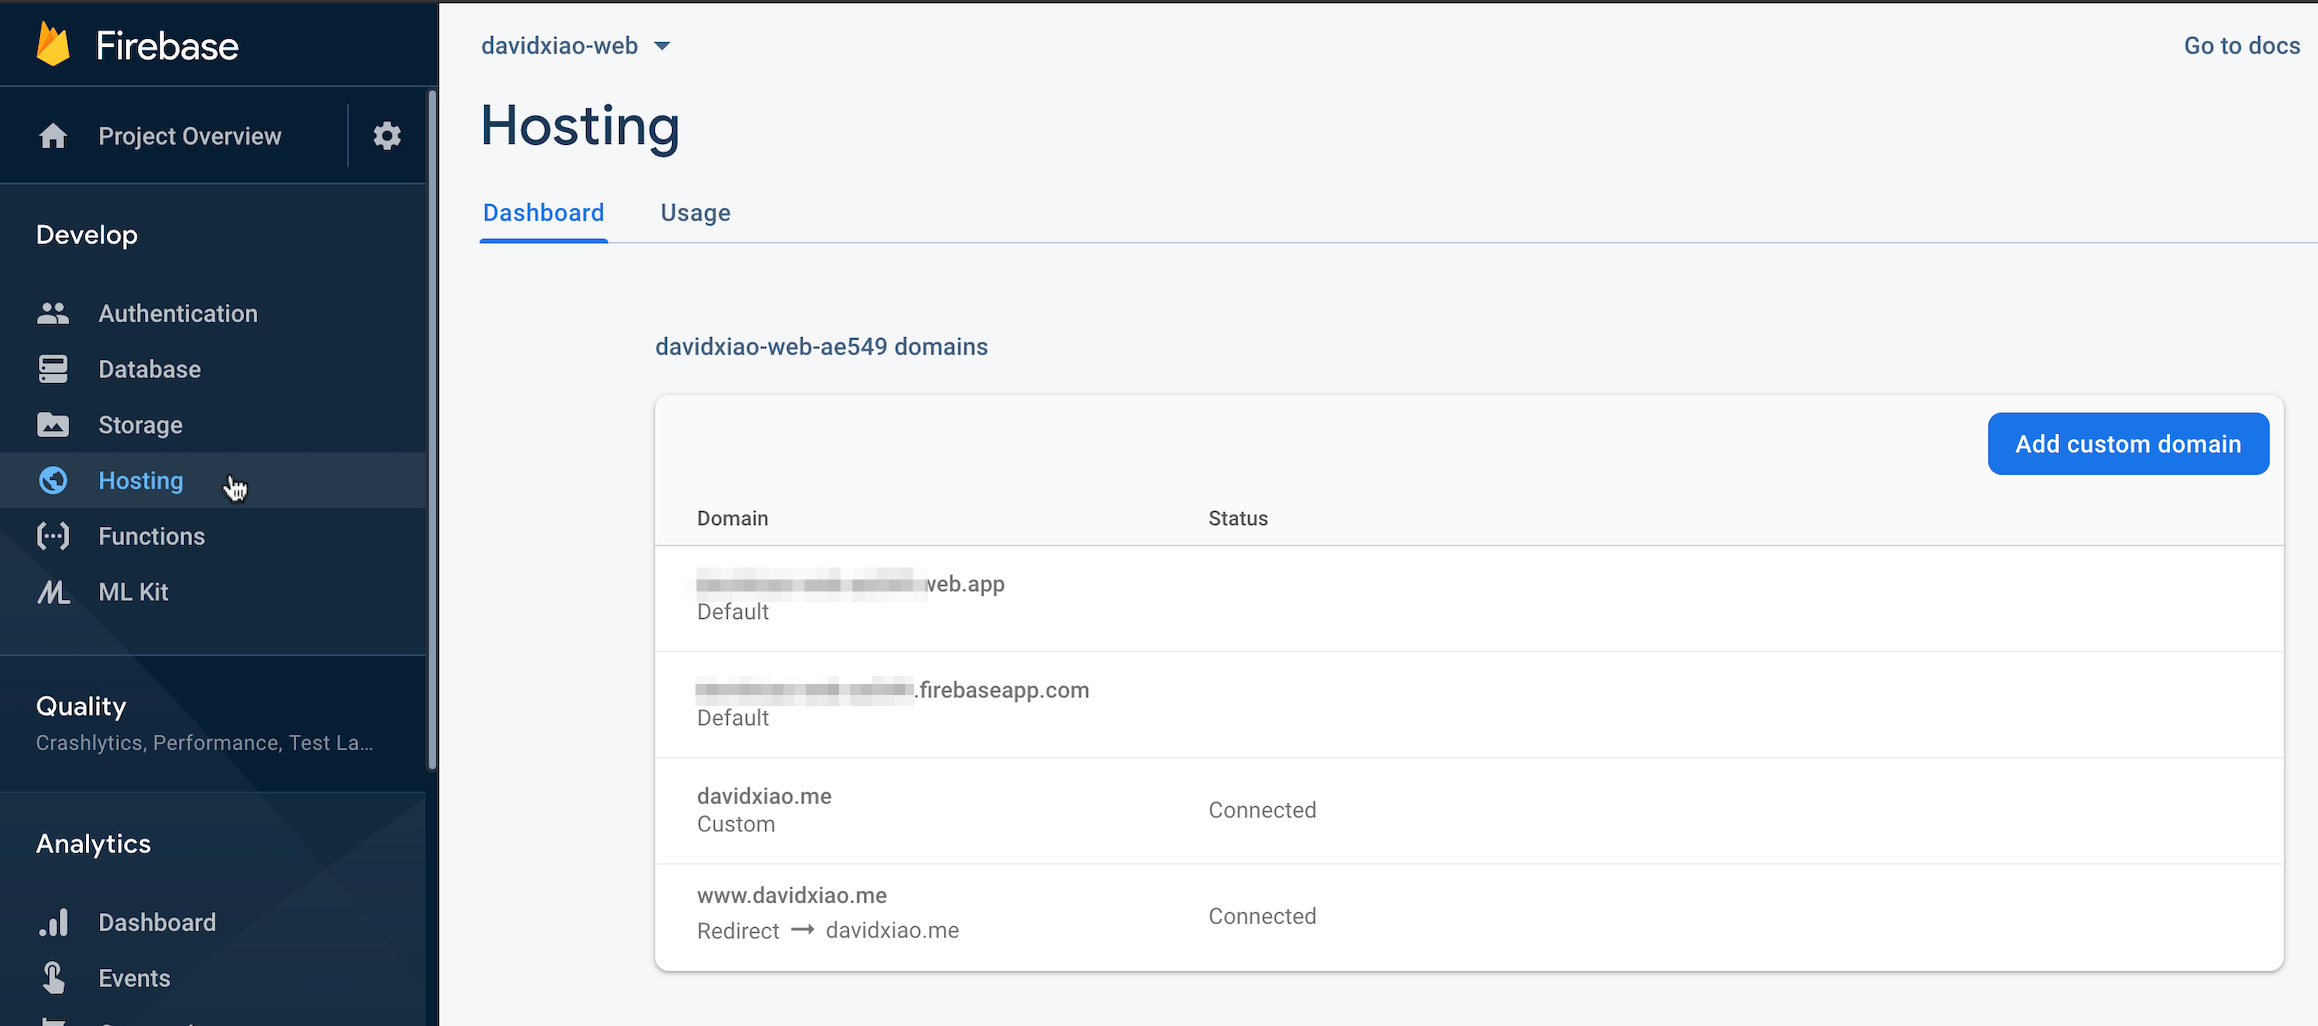 Firebase
Project Overview
Develop
Authentication
Database
Storage
Hosting
Functions
ML Kit
Quality
Crashlytics, Performance, Test La...
Analytics
Dashboard
Events
davidxiao-web
Go to docs
Hosting
Dashboard
Usage
davidxiao-web-ae549 domains
Add custom domain
Domain
Status
web.app
Default
.firebaseapp.com
Default
davidxiao.me
Custom
Connected
www.davidxiao.me
Redirect → davidxiao.me
Connected